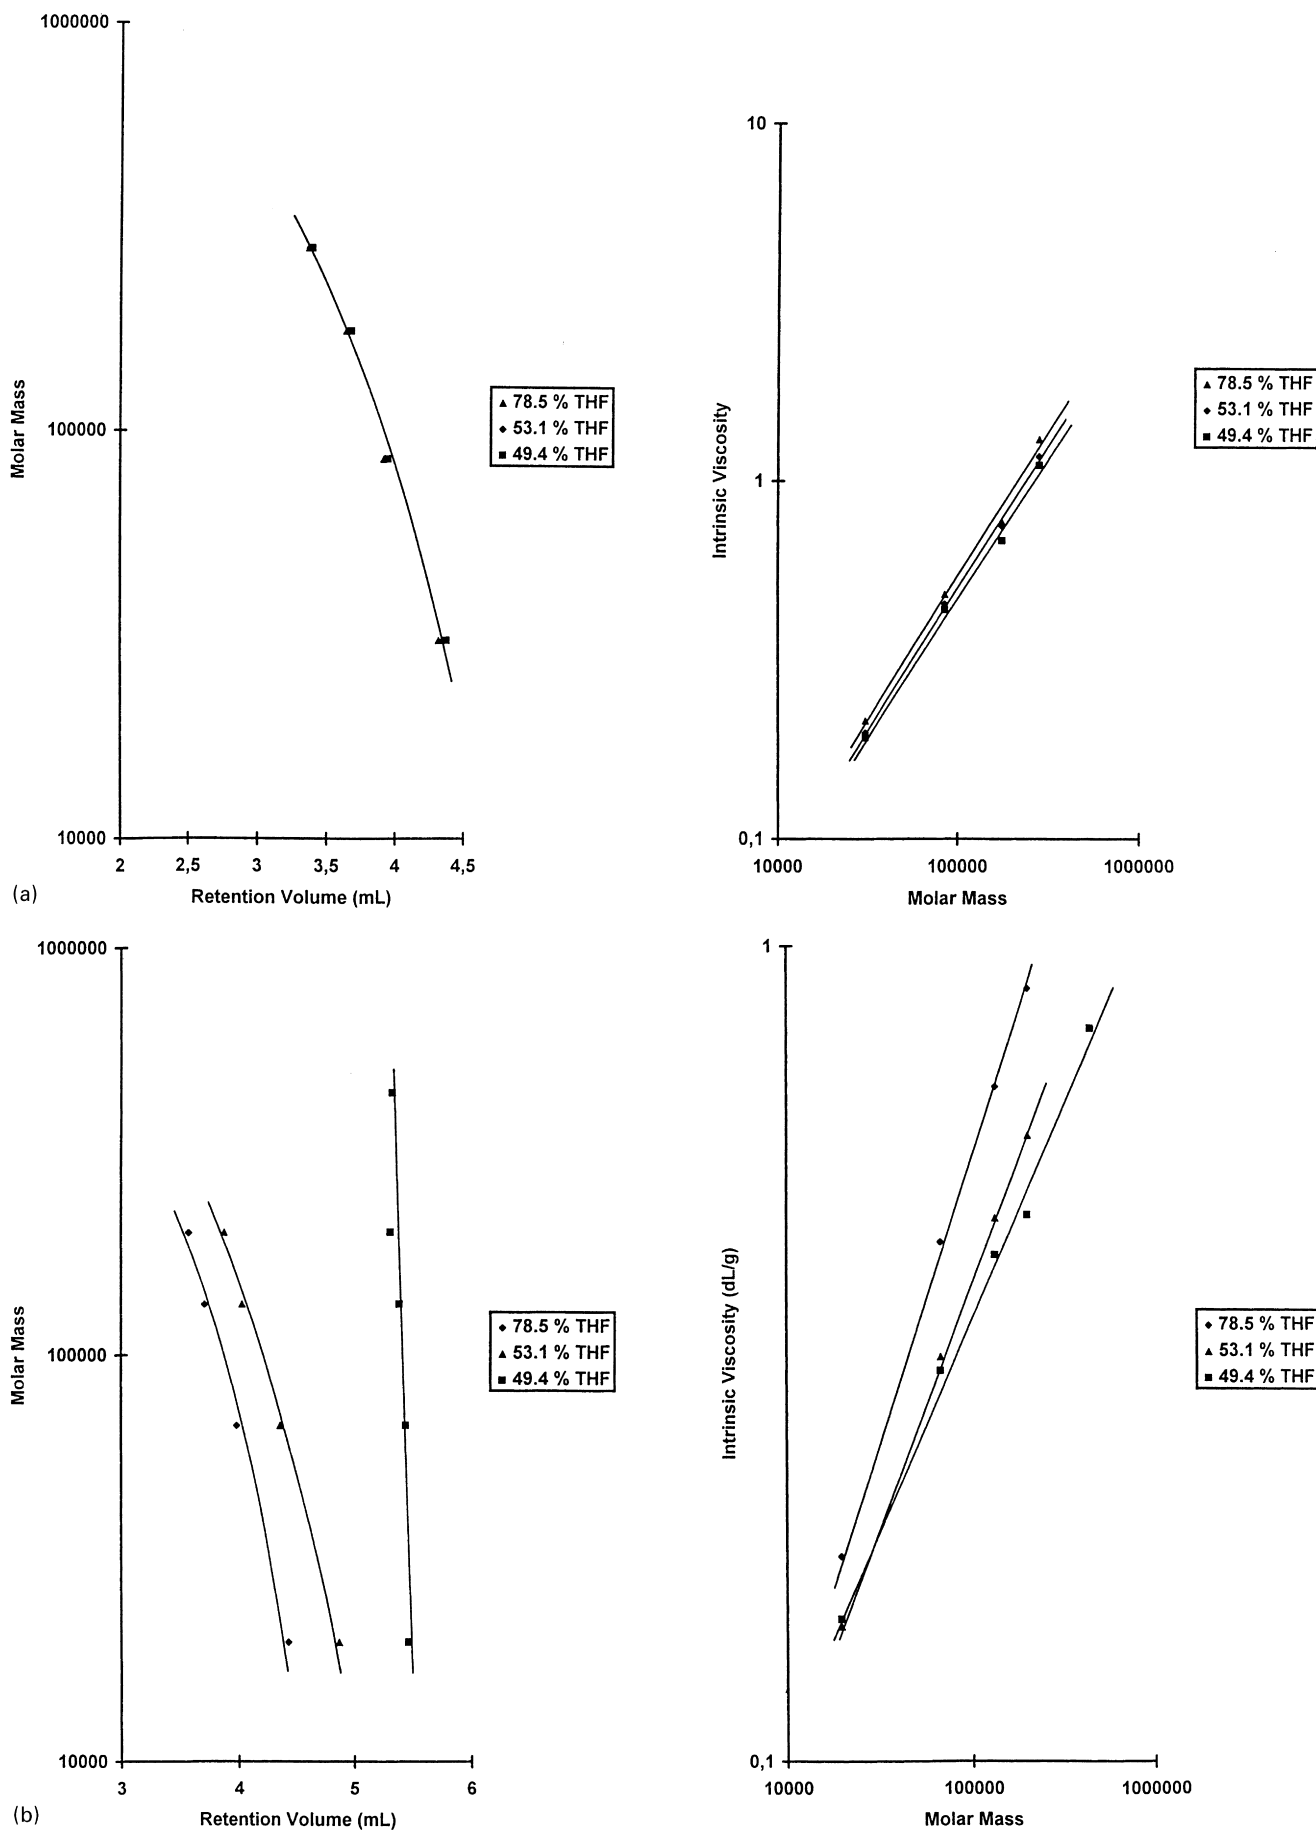 1000000
100000
10000
Molar Mass
2 2,5 3 3,5 4 4,5
Retention Volume (mL)
▲ 78.5 % THF
◆ 53.1 % THF
■ 49.4 % THF
(a)
10
1
0,1
Intrinsic Viscosity
10000 100000 1000000
Molar Mass
▲ 78.5 % THF
◆ 53.1 % THF
■ 49.4 % THF
1000000
100000
10000
Molar Mass
3 4 5 6
Retention Volume (mL)
◆ 78.5 % THF
▲ 53.1 % THF
■ 49.4 % THF
(b)
1
0,1
Intrinsic Viscosity (dL/g)
10000 100000 1000000
Molar Mass
◆ 78.5 % THF
▲ 53.1 % THF
■ 49.4 % THF